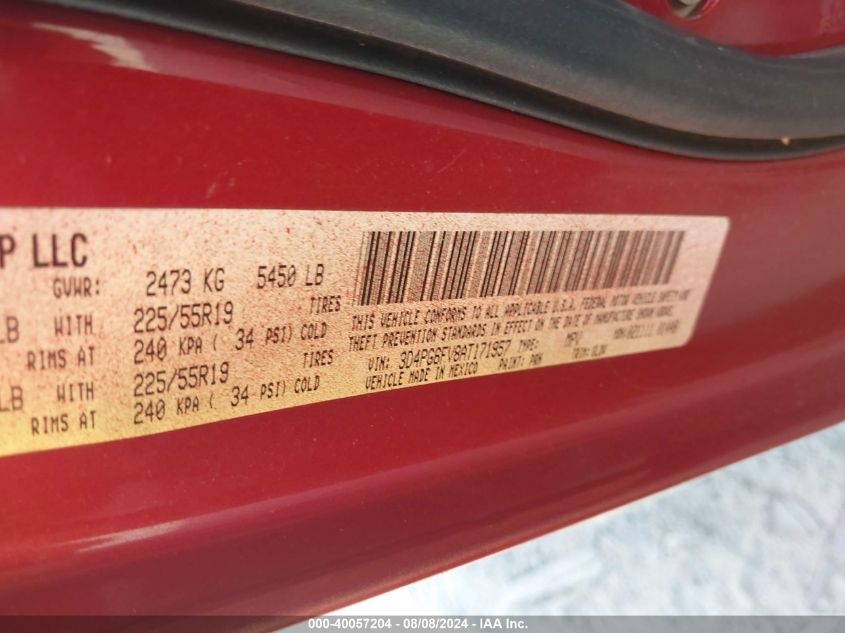 P LLC
GVWR: 2473 KG 5450 LB
LB WITH 225/55R19 TIRES
RIMS AT 240 KPA ( 34 PSI) COLD
LB WITH 225/55R19 TIRES
RIMS AT 240 KPA ( 34 PSI) COLD
THIS VEHICLE CONFORMS TO ALL APPLICABLE U.S.A. FEDERAL MOTOR VEHICLE SAFETY AND
THEFT PREVENTION STANDARDS IN EFFECT ON THE DATE OF MANUFACTURE SHOWN ABOVE.
VIN: 3D4PG6FV8AT171957 TYPE: MPV
VEHICLE MADE IN MEXICO PAINT: PRH TRIM:
000-40057204 - 08/08/2024 - IAA Inc.